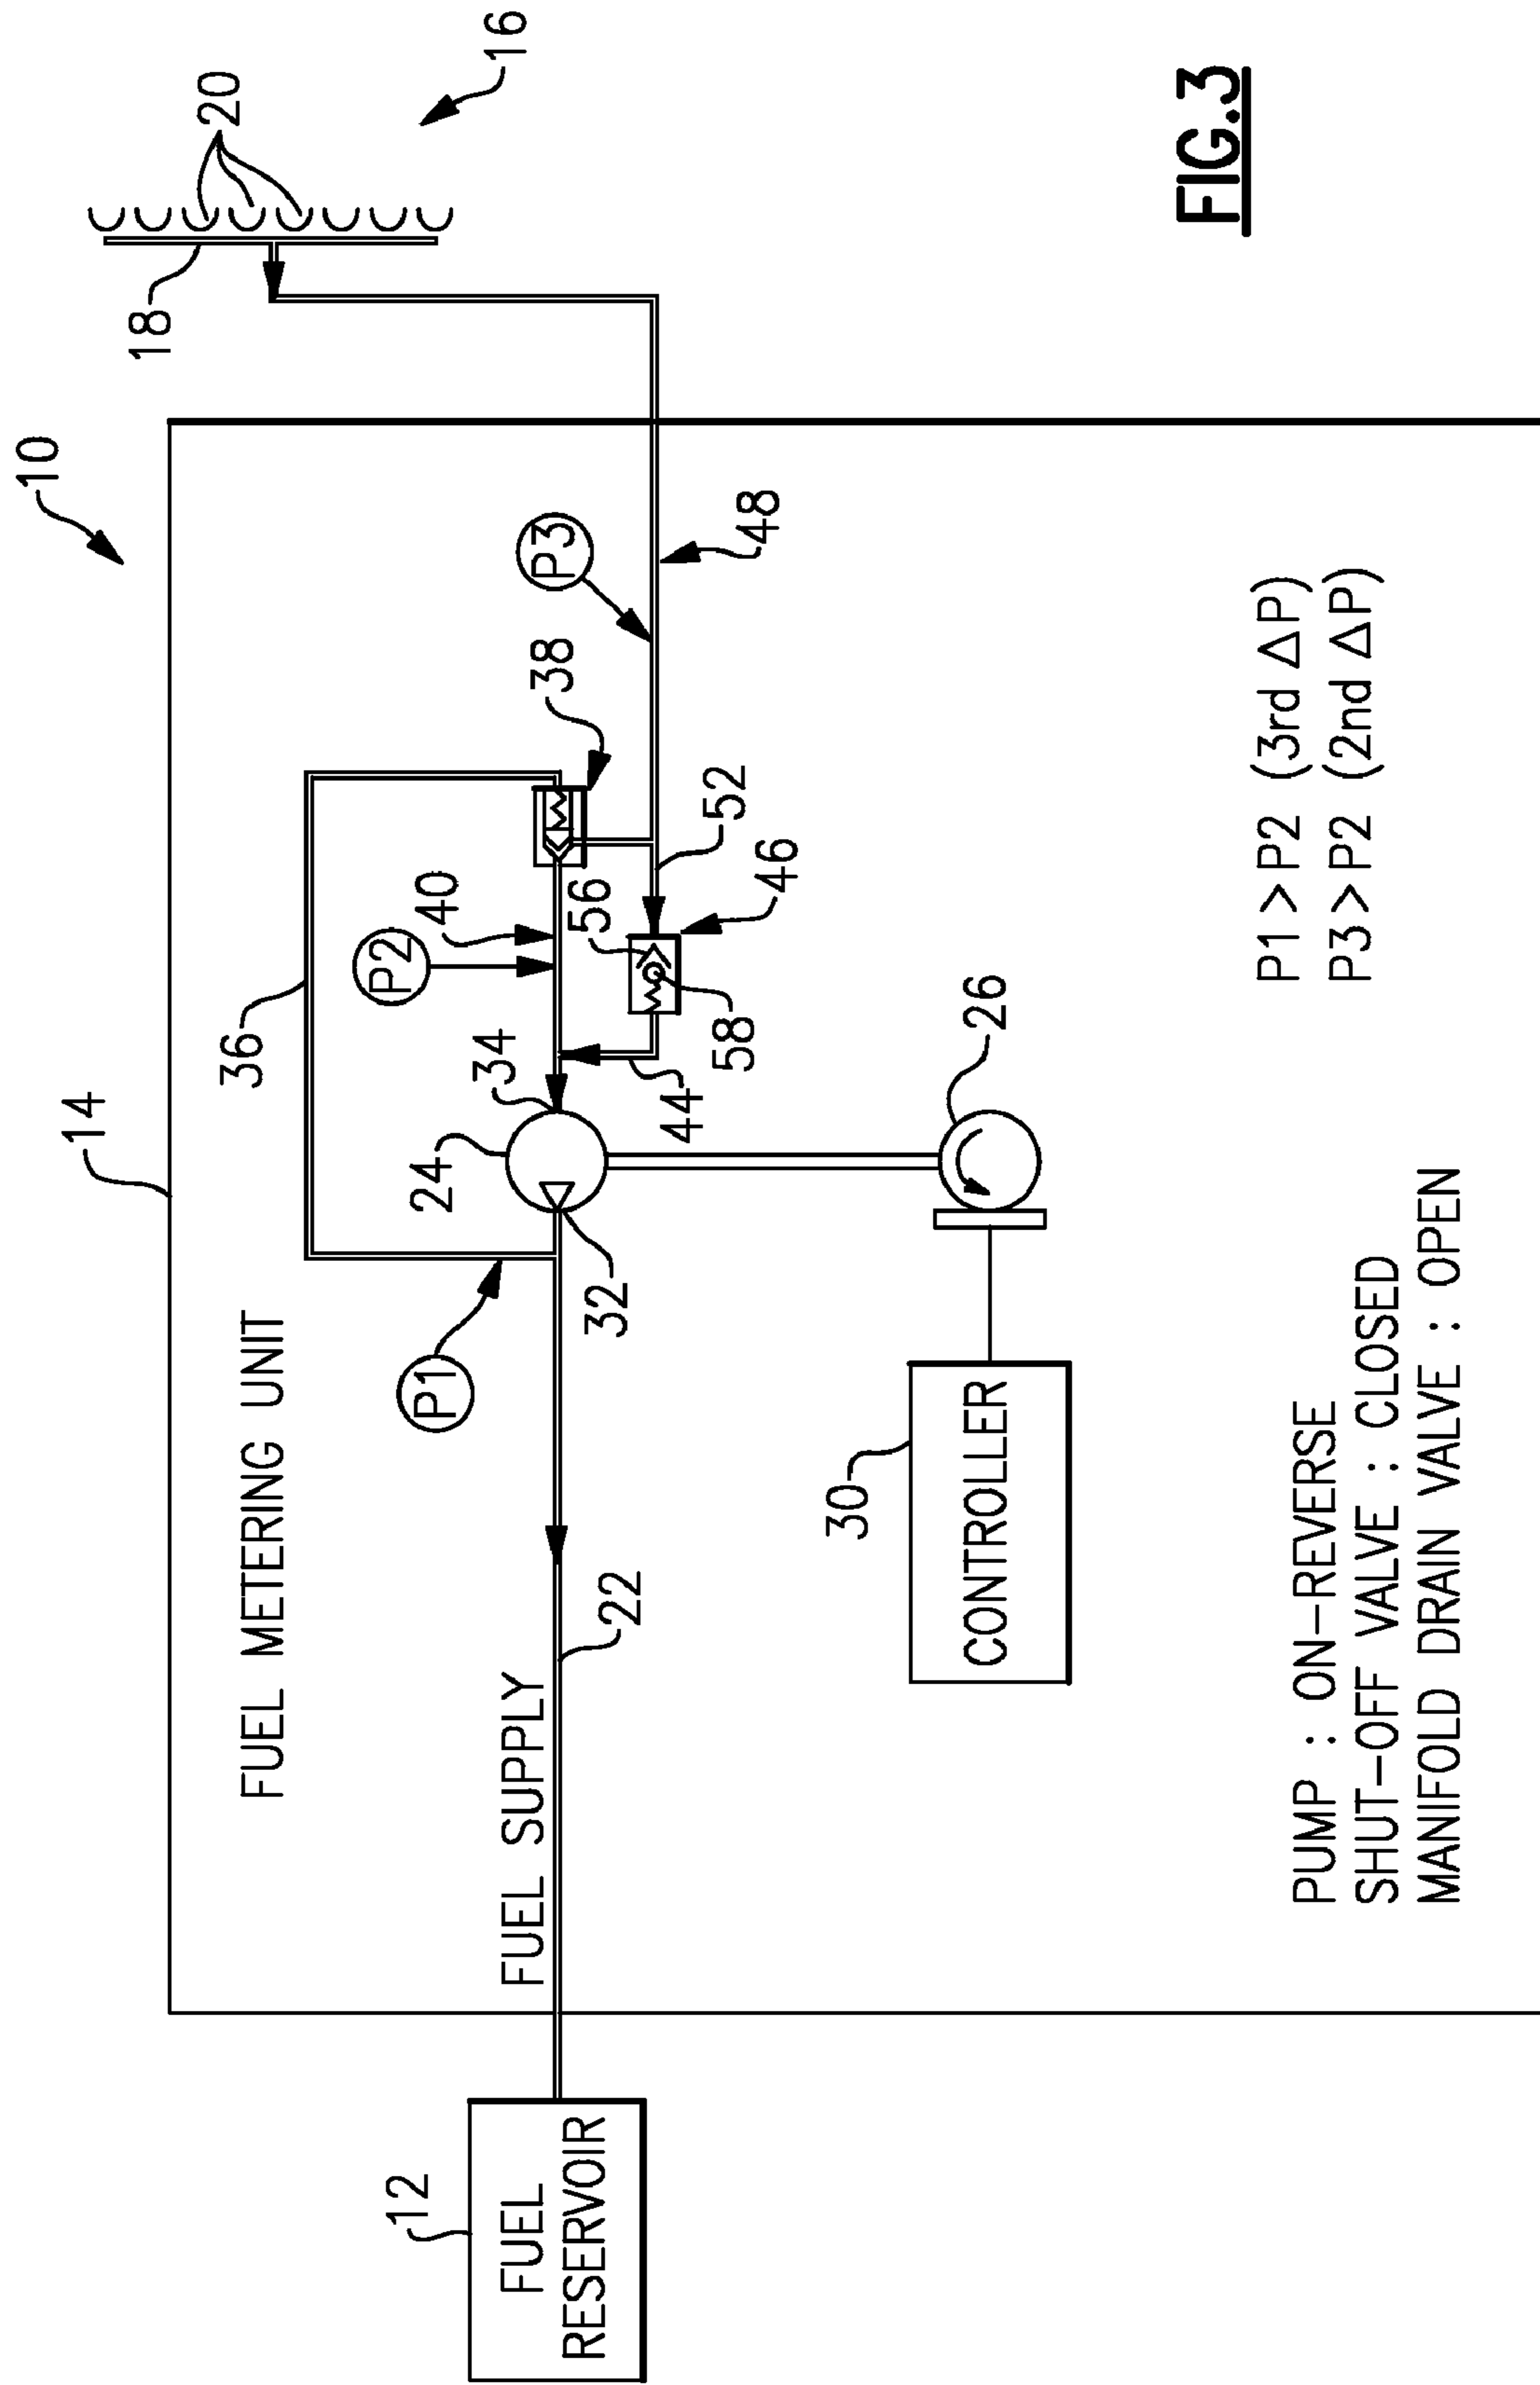 10
14
16
20
18
FUEL METERING UNIT
36
P1
P2
P3
40
38
24
34
12
FUEL
RESERVOIR
FUEL SUPPLY
22
32
56
44
58
46
52
48
30
CONTROLLER
26
PUMP : ON-REVERSE
SHUT-OFF VALVE : CLOSED
MANIFOLD DRAIN VALVE : OPEN
P1 > P2 (3rd △P)
P3 > P2 (2nd △P)
FIG.3